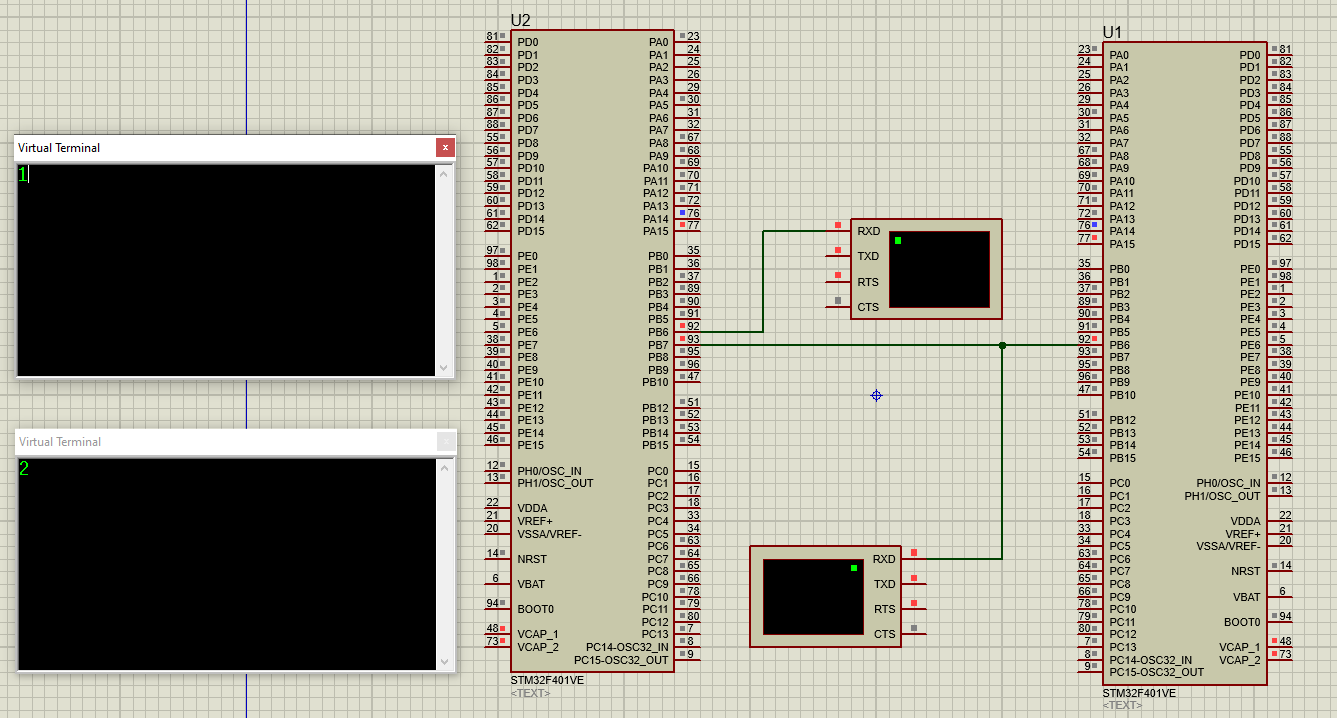 U2
81 PD0 PA0 23
82 PD1 PA1 24
83 PD2 PA2 25
84 PD3 PA3 26
85 PD4 PA4 29
86 PD5 PA5 30
87 PD6 PA6 31
88 PD7 PA7 32
55 PD8 PA8 67
56 PD9 PA9 68
57 PD10 PA10 69
58 PD11 PA11 70
59 PD12 PA12 71
60 PD13 PA13 72
61 PD14 PA14 76
62 PD15 PA15 77
97 PE0 PB0 35
98 PE1 PB1 36
1 PE2 PB2 37
2 PE3 PB3 89
3 PE4 PB4 90
4 PE5 PB5 91
5 PE6 PB6 92
38 PE7 PB7 93
39 PE8 PB8 95
40 PE9 PB9 96
41 PE10 PB10 47
42 PE11
43 PE12 PB12 51
44 PE13 PB13 52
45 PE14 PB14 53
46 PE15 PB15 54
12 PH0/OSC_IN PC0 15
13 PH1/OSC_OUT PC1 16
PC2 17
22 VDDA PC3 18
21 VREF+ PC4 33
20 VSSA/VREF- PC5 34
PC6 63
14 NRST PC7 64
PC8 65
6 VBAT PC9 66
PC10 78
94 BOOT0 PC11 79
PC12 80
48 VCAP_1 PC13 7
73 VCAP_2 PC14-OSC32_IN 8
PC15-OSC32_OUT 9
STM32F401VE
<TEXT>
Virtual Terminal x
1
Virtual Terminal
2
RXD
TXD
RTS
CTS
RXD
TXD
RTS
CTS
U1
23 PA0 PD0 81
24 PA1 PD1 82
25 PA2 PD2 83
26 PA3 PD3 84
29 PA4 PD4 85
30 PA5 PD5 86
31 PA6 PD6 87
32 PA7 PD7 88
67 PA8 PD8 55
68 PA9 PD9 56
69 PA10 PD10 57
70 PA11 PD11 58
71 PA12 PD12 59
72 PA13 PD13 60
76 PA14 PD14 61
77 PA15 PD15 62
35 PB0 PE0 97
36 PB1 PE1 98
37 PB2 PE2 1
89 PB3 PE3 2
90 PB4 PE4 3
91 PB5 PE5 4
92 PB6 PE6 5
93 PB7 PE7 38
95 PB8 PE8 39
96 PB9 PE9 40
47 PB10 PE10 41
PE11 42
51 PB12 PE12 43
52 PB13 PE13 44
53 PB14 PE14 45
54 PB15 PE15 46
15 PC0 PH0/OSC_IN 12
16 PC1 PH1/OSC_OUT 13
17 PC2
18 PC3 VDDA 22
33 PC4 VREF+ 21
34 PC5 VSSA/VREF- 20
63 PC6
64 PC7 NRST 14
65 PC8
66 PC9 VBAT 6
78 PC10
79 PC11 BOOT0 94
80 PC12
7 PC13 VCAP_1 48
8 PC14-OSC32_IN VCAP_2 73
9 PC15-OSC32_OUT
STM32F401VE
<TEXT>